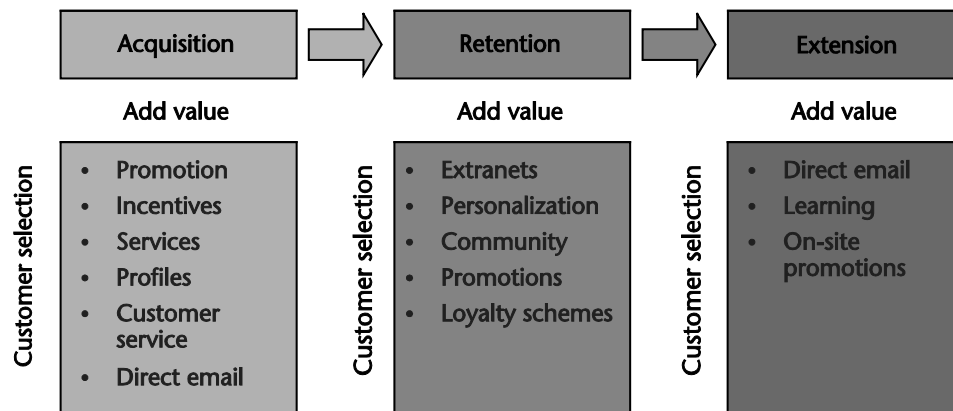 Acquisition
Retention
Extension
Add value
Add value
Add value
Customer selection
• Promotion
• Incentives
• Services
• Profiles
• Customer
service
• Direct email
Customer selection
• Extranets
• Personalization
• Community
• Promotions
• Loyalty schemes
Customer selection
• Direct email
• Learning
• On-site
promotions